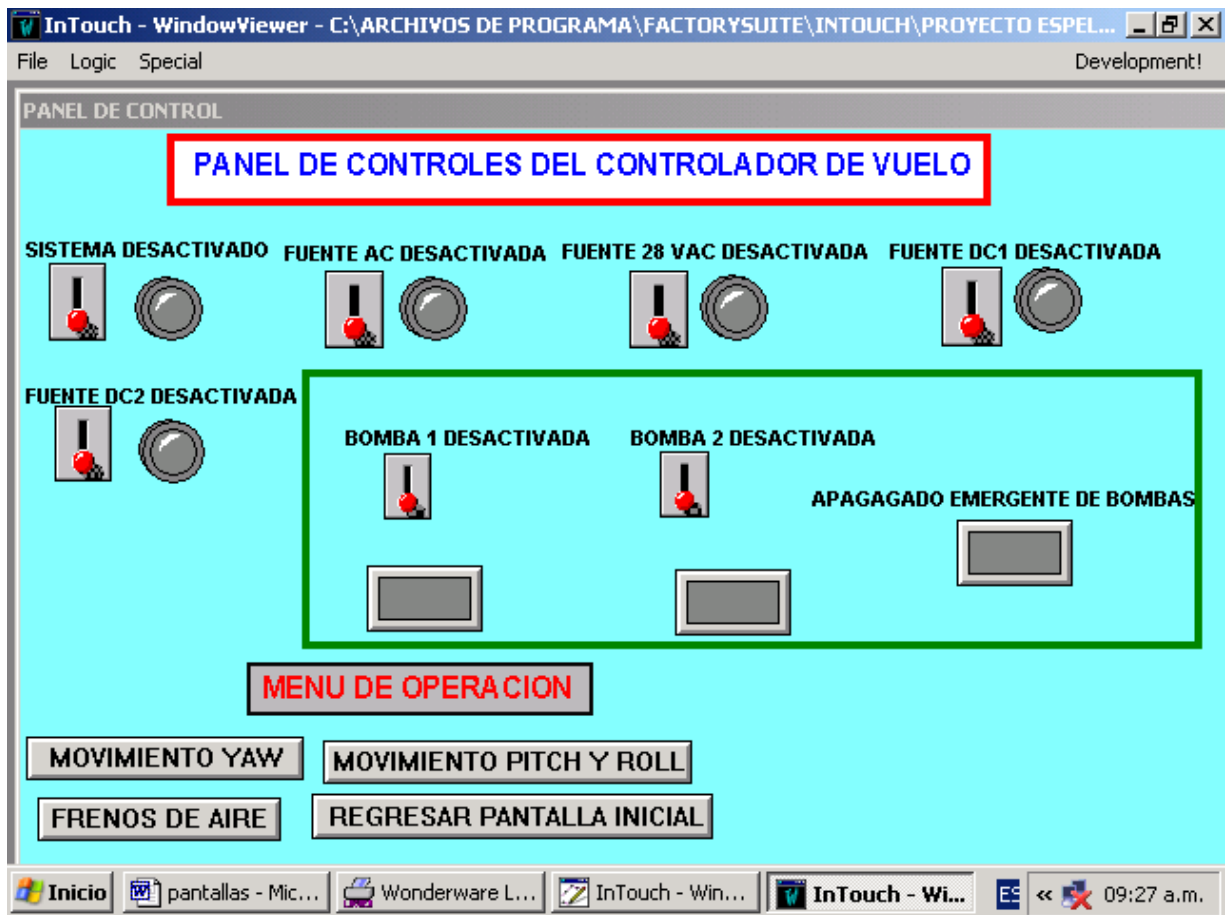 InTouch - WindowViewer - C:\ARCHIVOS DE PROGRAMA\FACTORYSUITE\INTOUCH\PROYECTO ESPEL...
File Logic Special Development!
PANEL DE CONTROL
PANEL DE CONTROLES DEL CONTROLADOR DE VUELO
SISTEMA DESACTIVADO FUENTE AC DESACTIVADA FUENTE 28 VAC DESACTIVADA FUENTE DC1 DESACTIVADA
FUENTE DC2 DESACTIVADA
BOMBA 1 DESACTIVADA BOMBA 2 DESACTIVADA
APAGAGADO EMERGENTE DE BOMBAS
MENU DE OPERACION
MOVIMIENTO YAW MOVIMIENTO PITCH Y ROLL
FRENOS DE AIRE REGRESAR PANTALLA INICIAL
Inicio pantallas - Mic... Wonderware L... InTouch - Win... InTouch - Wi... ES « 09:27 a.m.